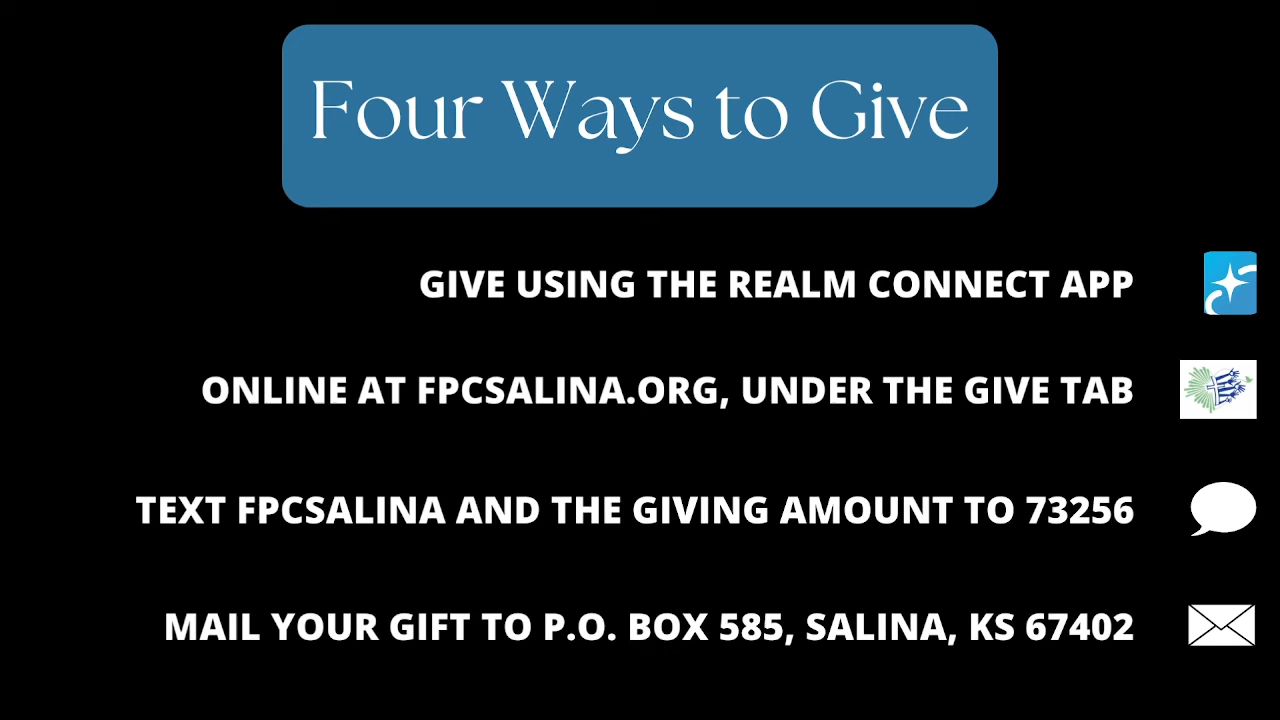 Four Ways to Give
GIVE USING THE REALM CONNECT APP
ONLINE AT FPCSALINA.ORG, UNDER THE GIVE TAB
TEXT FPCSALINA AND THE GIVING AMOUNT TO 73256
MAIL YOUR GIFT TO P.O. BOX 585, SALINA, KS 67402